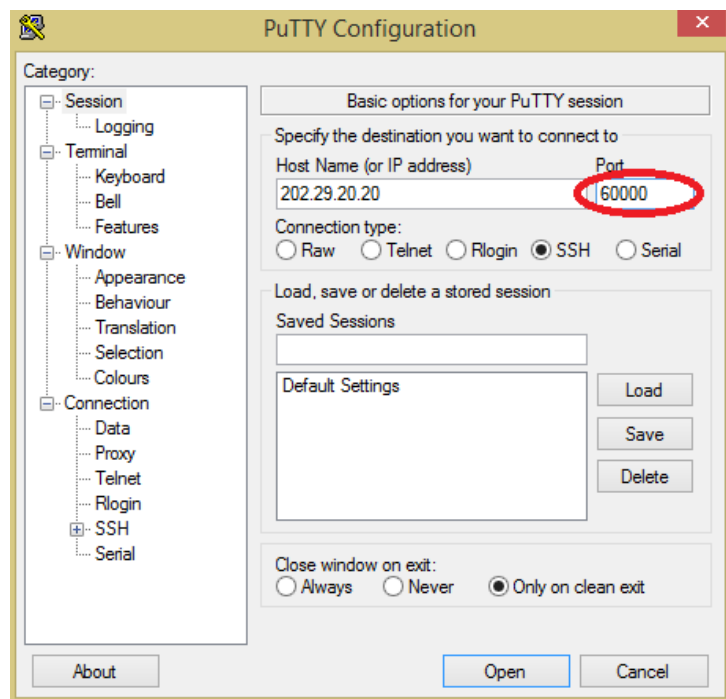 PuTTY Configuration
Category:
Session
Logging
Terminal
Keyboard
Bell
Features
Window
Appearance
Behaviour
Translation
Selection
Colours
Connection
Data
Proxy
Telnet
Rlogin
SSH
Serial
Basic options for your PuTTY session
Specify the destination you want to connect to
Host Name (or IP address) Port
202.29.20.20 60000
Connection type:
Raw Telnet Rlogin SSH Serial
Load, save or delete a stored session
Saved Sessions
Default Settings
Load
Save
Delete
Close window on exit:
Always Never Only on clean exit
About Open Cancel